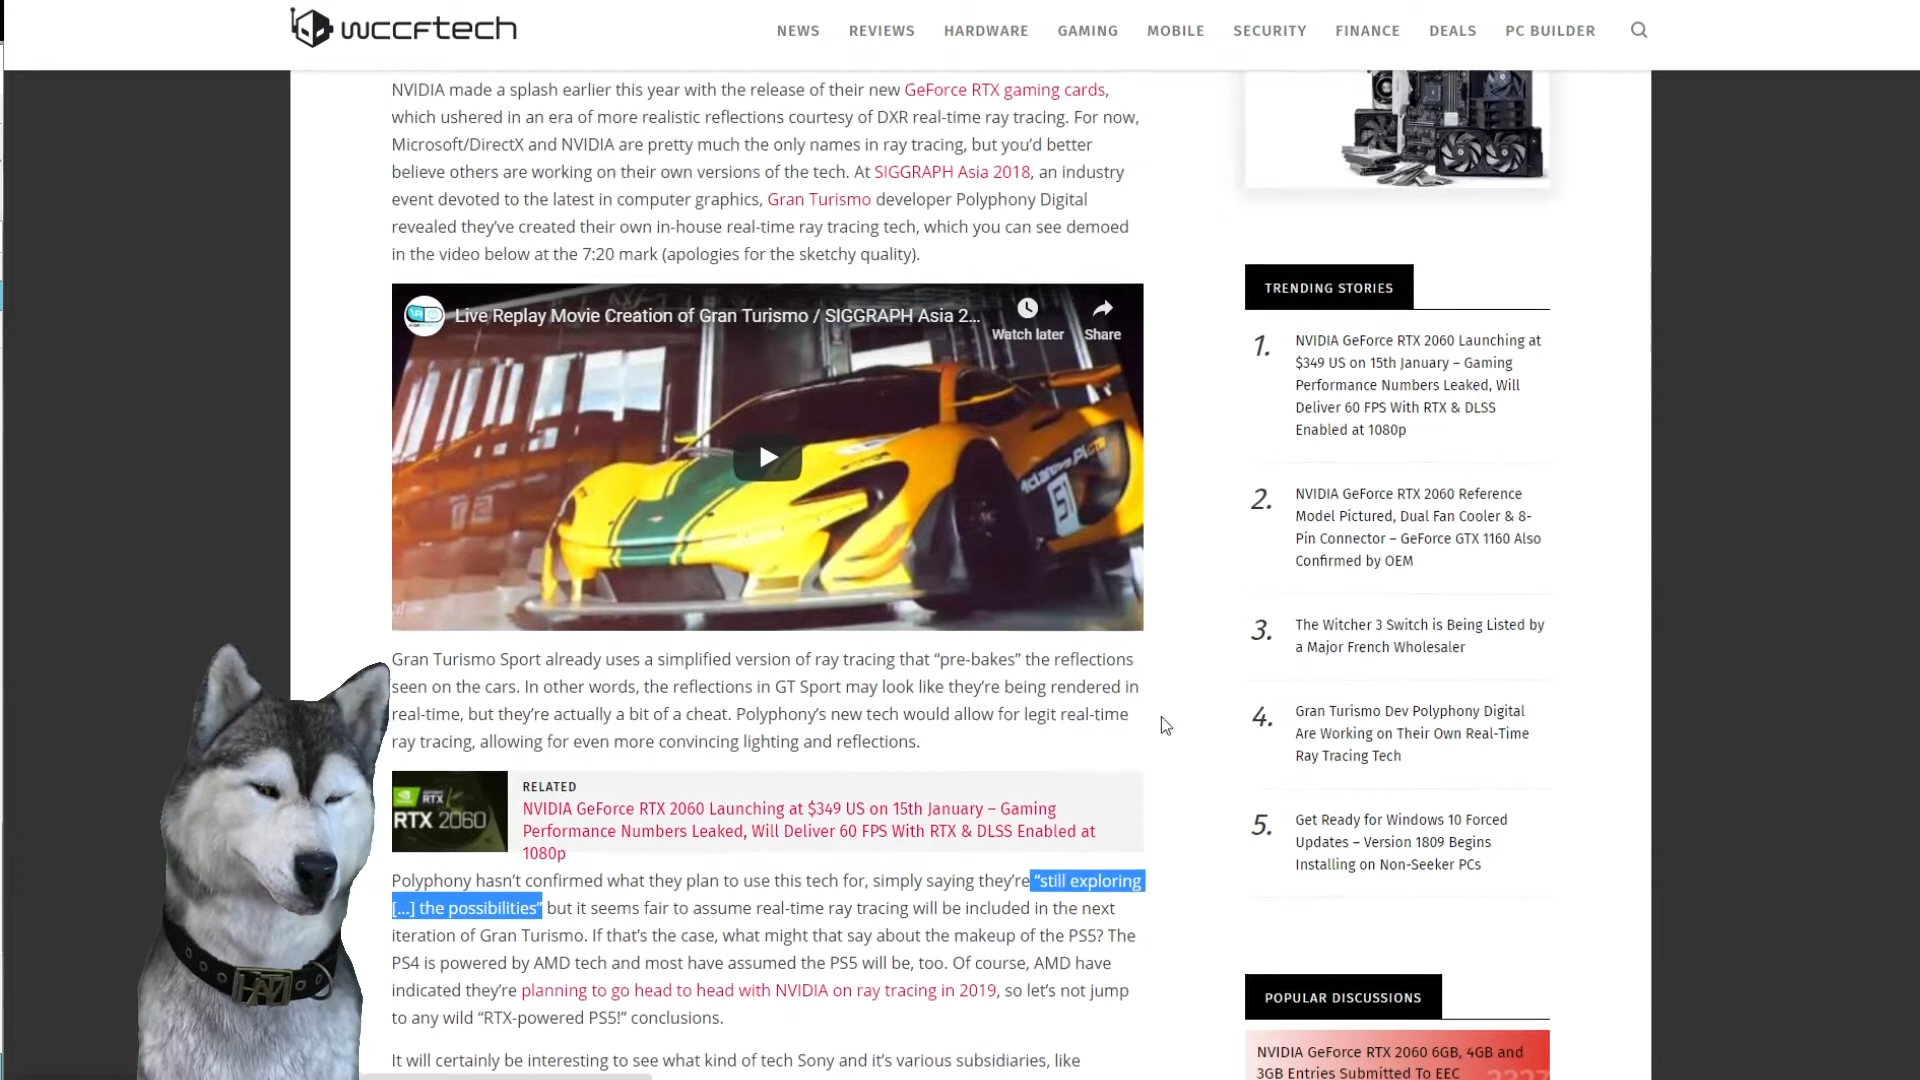 wccftech
NEWS REVIEWS HARDWARE GAMING MOBILE SECURITY FINANCE DEALS PC BUILDER
NVIDIA made a splash earlier this year with the release of their new GeForce RTX gaming cards,
which ushered in an era of more realistic reflections courtesy of DXR real-time ray tracing. For now,
Microsoft/DirectX and NVIDIA are pretty much the only names in ray tracing, but you’d better
believe others are working on their own versions of the tech. At SIGGRAPH Asia 2018, an industry
event devoted to the latest in computer graphics, Gran Turismo developer Polyphony Digital
revealed they’ve created their own in-house real-time ray tracing tech, which you can see demoed
in the video below at the 7:20 mark (apologies for the sketchy quality).
Live Replay Movie Creation of Gran Turismo / SIGGRAPH Asia 2...
Watch later
Share
Gran Turismo Sport already uses a simplified version of ray tracing that “pre-bakes” the reflections
seen on the cars. In other words, the reflections in GT Sport may look like they’re being rendered in
real-time, but they’re actually a bit of a cheat. Polyphony’s new tech would allow for legit real-time
ray tracing, allowing for even more convincing lighting and reflections.
RTX
RTX 2060
RELATED
NVIDIA GeForce RTX 2060 Launching at $349 US on 15th January – Gaming
Performance Numbers Leaked, Will Deliver 60 FPS With RTX & DLSS Enabled at
1080p
Polyphony hasn’t confirmed what they plan to use this tech for, simply saying they’re “still exploring
[…] the possibilities” but it seems fair to assume real-time ray tracing will be included in the next
iteration of Gran Turismo. If that’s the case, what might that say about the makeup of the PS5? The
PS4 is powered by AMD tech and most have assumed the PS5 will be, too. Of course, AMD have
indicated they’re planning to go head to head with NVIDIA on ray tracing in 2019, so let’s not jump
to any wild “RTX-powered PS5!” conclusions.
It will certainly be interesting to see what kind of tech Sony and it’s various subsidiaries, like
TRENDING STORIES
1.
NVIDIA GeForce RTX 2060 Launching at
$349 US on 15th January – Gaming
Performance Numbers Leaked, Will
Deliver 60 FPS With RTX & DLSS
Enabled at 1080p
2.
NVIDIA GeForce RTX 2060 Reference
Model Pictured, Dual Fan Cooler & 8-
Pin Connector – GeForce GTX 1160 Also
Confirmed by OEM
3.
The Witcher 3 Switch is Being Listed by
a Major French Wholesaler
4.
Gran Turismo Dev Polyphony Digital
Are Working on Their Own Real-Time
Ray Tracing Tech
5.
Get Ready for Windows 10 Forced
Updates – Version 1809 Begins
Installing on Non-Seeker PCs
POPULAR DISCUSSIONS
NVIDIA GeForce RTX 2060 6GB, 4GB and
3GB Entries Submitted To EEC